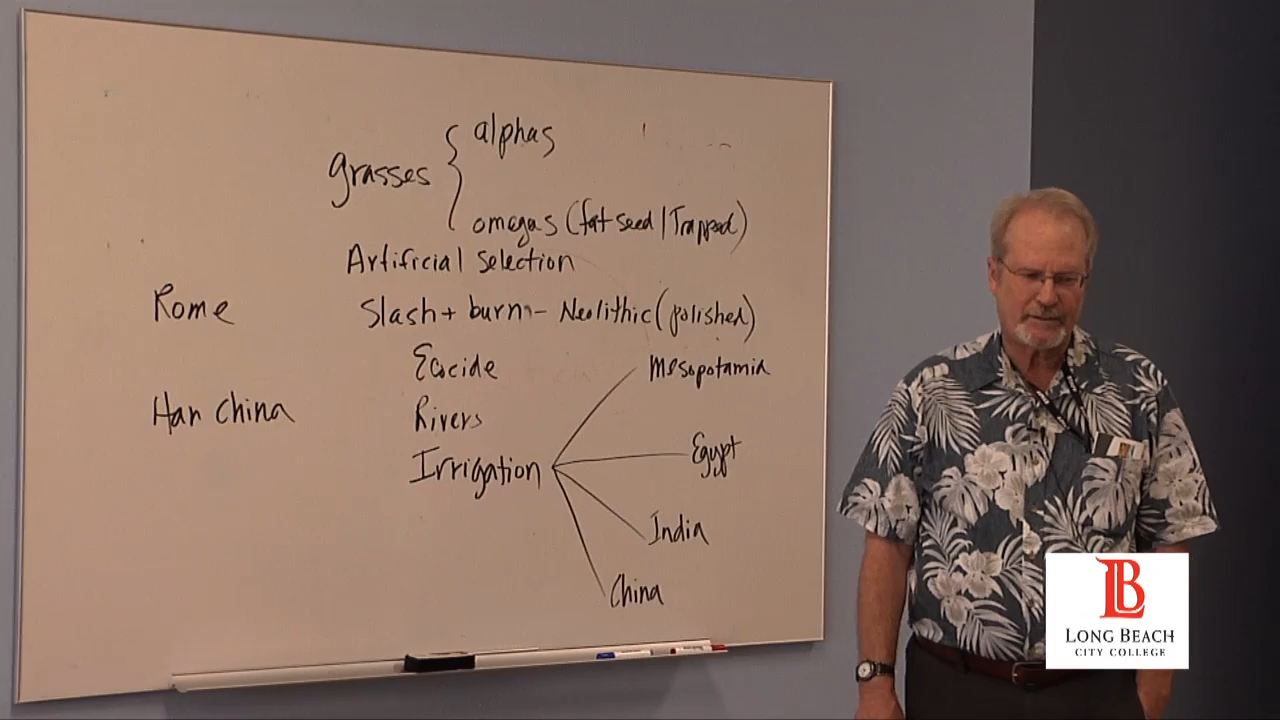 alphas
grasses
omegas (fat seed / Trapped)
Artificial selection
Rome
Slash + burn - Neolithic (polished)
Ecocide
Mesopotamia
Han China
Rivers
Irrigation
Egypt
India
China
LB
LONG BEACH
CITY COLLEGE